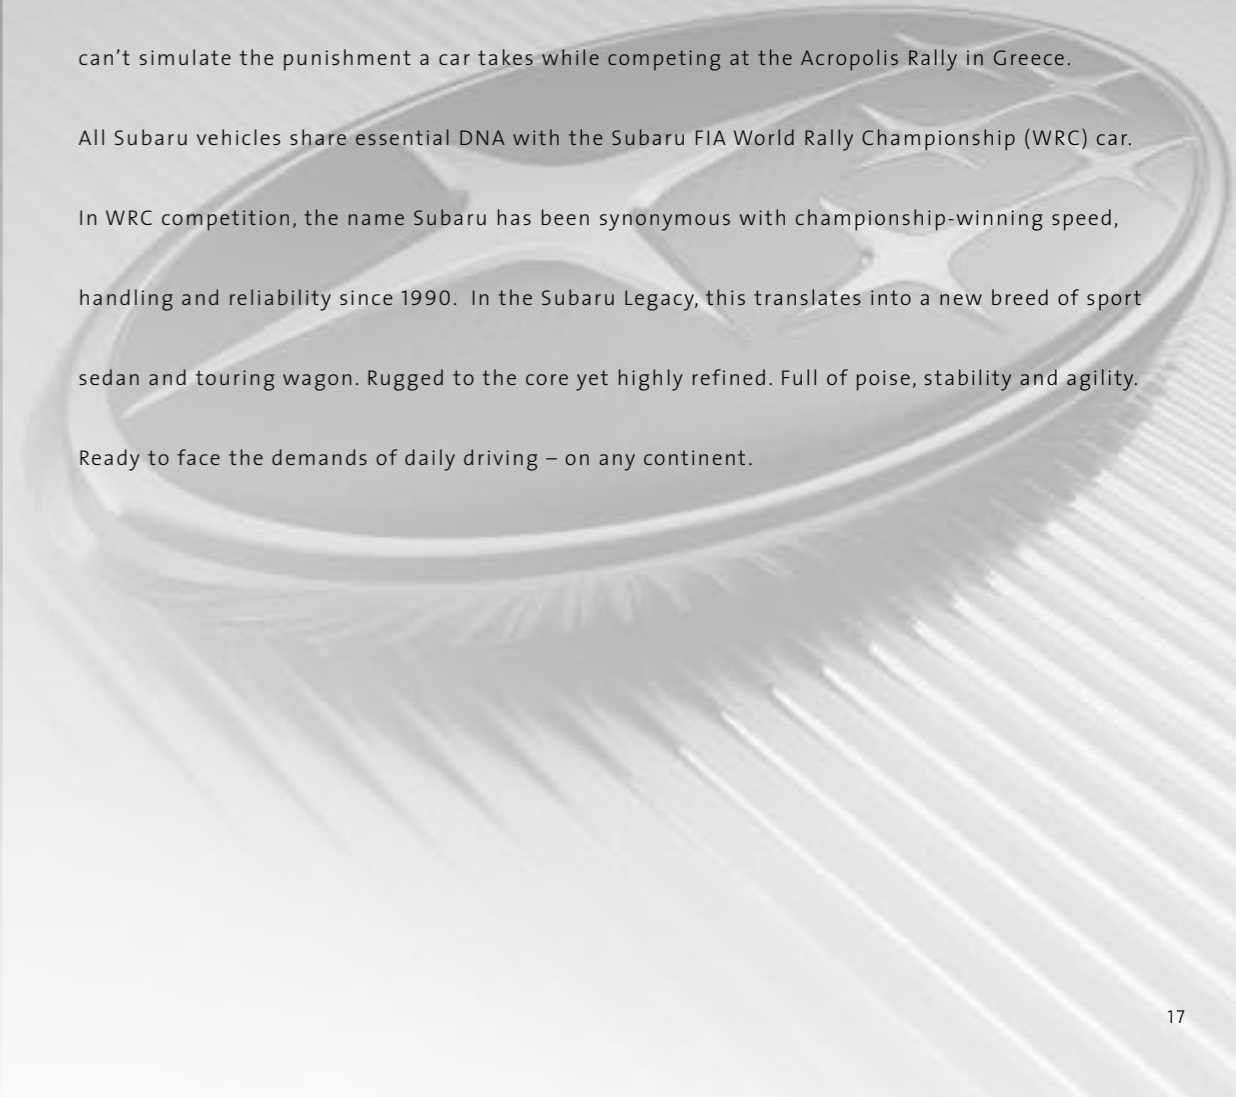 can't simulate the punishment a car takes while competing at the Acropolis Rally in Greece.
All Subaru vehicles share essential DNA with the Subaru FIA World Rally Championship (WRC) car.
In WRC competition, the name Subaru has been synonymous with championship-winning speed,
handling and reliability since 1990.  In the Subaru Legacy, this translates into a new breed of sport
sedan and touring wagon. Rugged to the core yet highly refined. Full of poise, stability and agility.
Ready to face the demands of daily driving – on any continent.
17